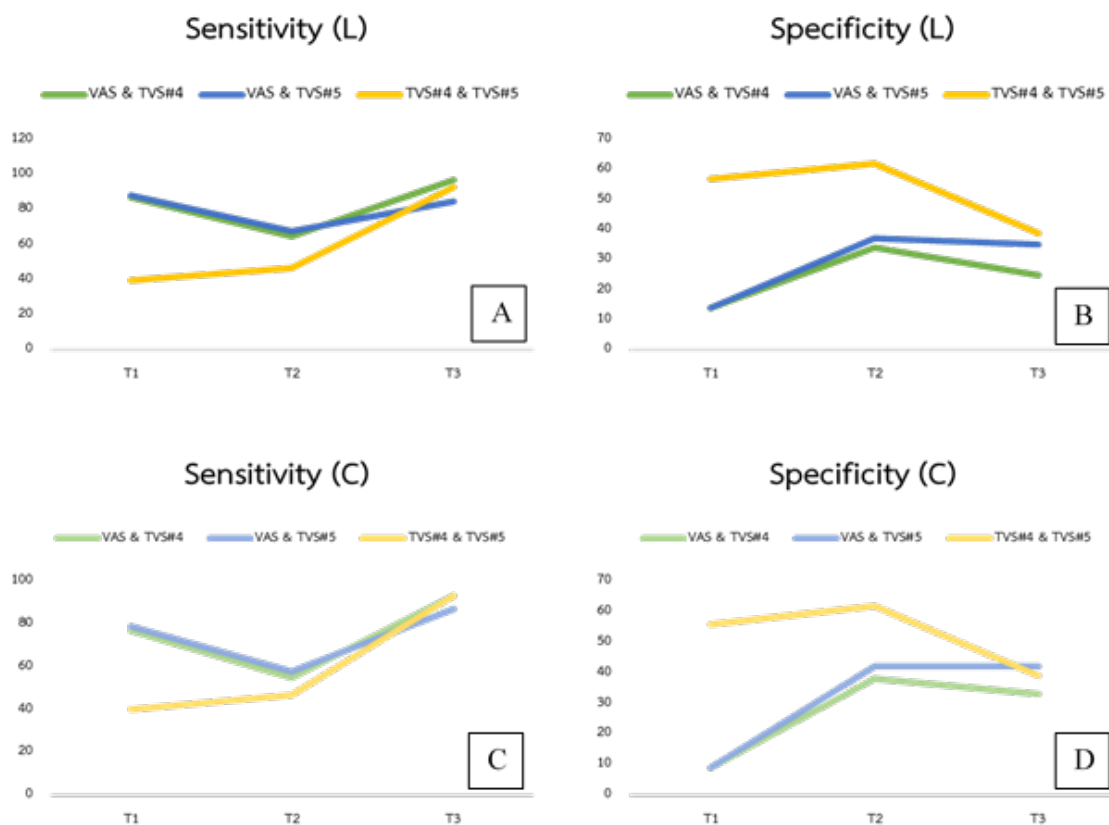 Sensitivity (L)
VAS & TVS#4 VAS & TVS#5 TVS#4 & TVS#5
120
100
80
60
40
20
0
T1 T2 T3
A
Specificity (L)
VAS & TVS#4 VAS & TVS#5 TVS#4 & TVS#5
70
60
50
40
30
20
10
0
T1 T2 T3
B
Sensitivity (C)
VAS & TVS#4 VAS & TVS#5 TVS#4 & TVS#5
100
80
60
40
20
0
T1 T2 T3
C
Specificity (C)
VAS & TVS#4 VAS & TVS#5 TVS#4 & TVS#5
70
60
50
40
30
20
10
0
T1 T2 T3
D